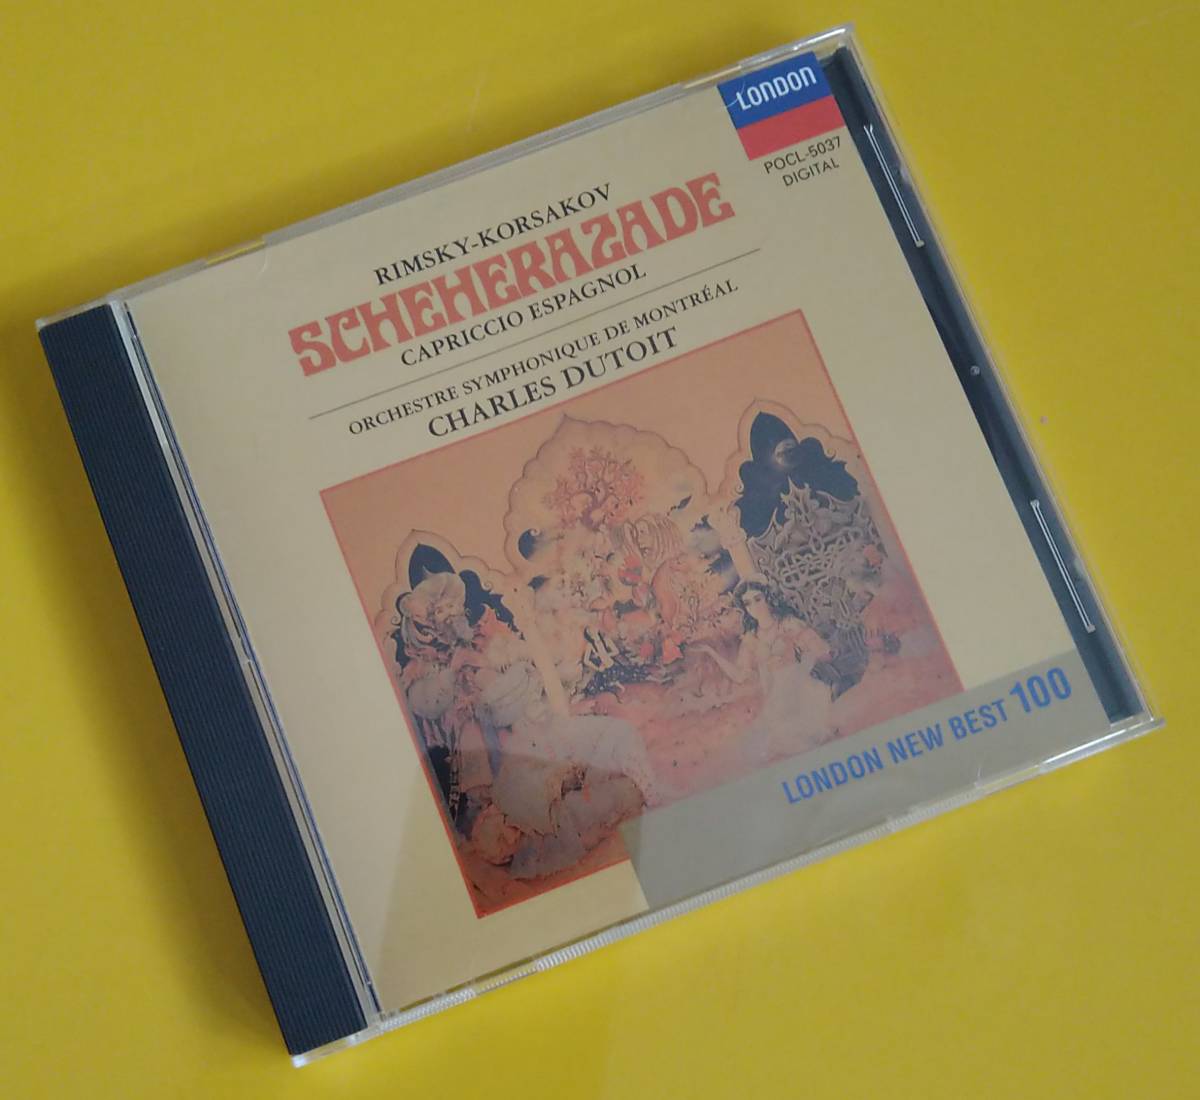 LONDON
POCL-5037
DIGITAL
RIMSKY-KORSAKOV
SCHEHERAZADE
CAPRICCIO ESPAGNOL
ORCHESTRE SYMPHONIQUE DE MONTRÉAL
CHARLES DUTOIT
LONDON NEW BEST 100